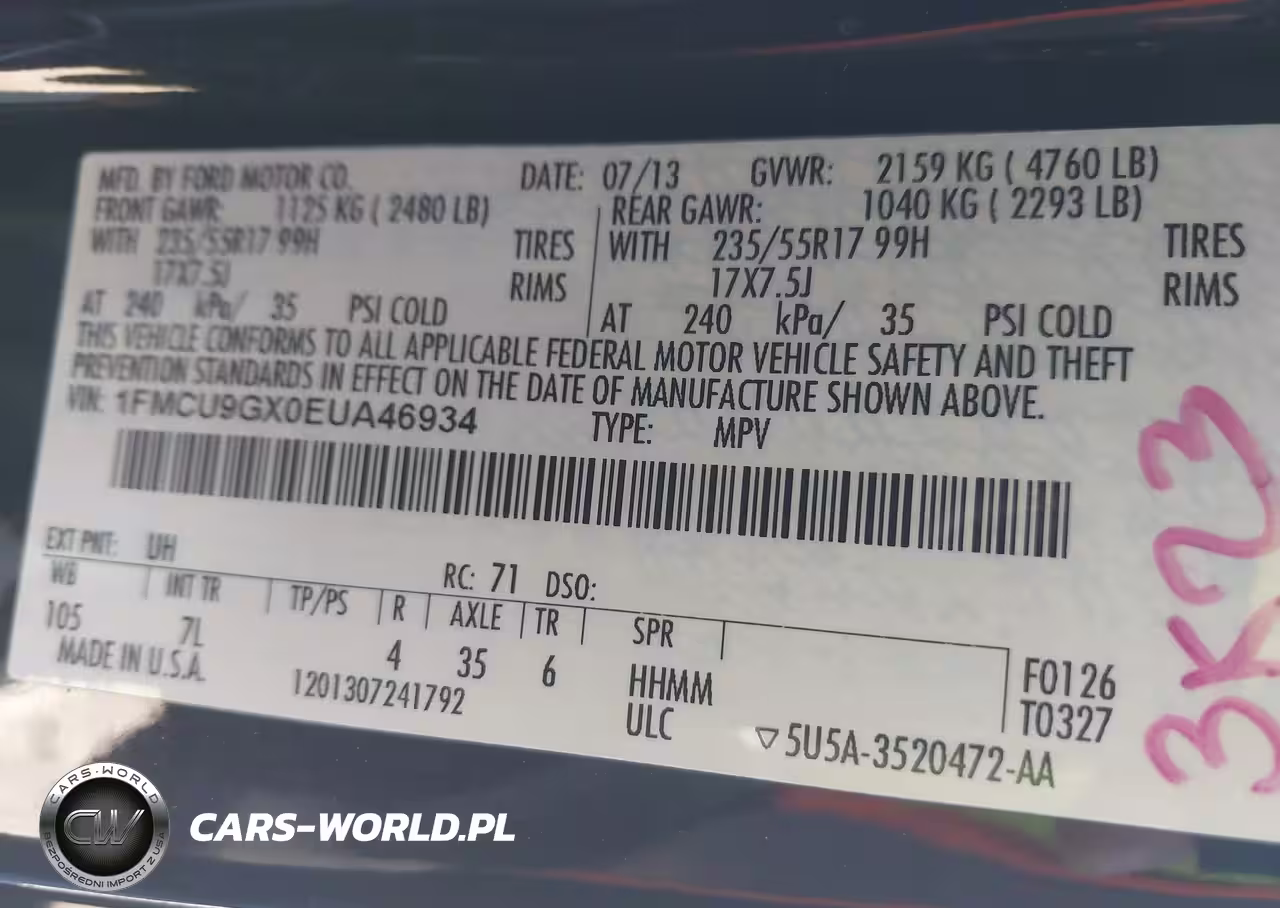 MFD. BY FORD MOTOR CO. DATE: 07/13 GVWR: 2159 KG ( 4760 LB)
FRONT GAWR: 1125 KG ( 2480 LB) REAR GAWR: 1040 KG ( 2293 LB)
WITH 235/55R17 99H TIRES WITH 235/55R17 99H TIRES
17X7.5J RIMS 17X7.5J RIMS
AT 240 kPa/ 35 PSI COLD AT 240 kPa/ 35 PSI COLD
THIS VEHICLE CONFORMS TO ALL APPLICABLE FEDERAL MOTOR VEHICLE SAFETY AND THEFT
PREVENTION STANDARDS IN EFFECT ON THE DATE OF MANUFACTURE SHOWN ABOVE.
VIN: 1FMCU9GX0EUA46934 TYPE: MPV
EXT PNT: UH RC: 71 DSO:
WB INT TR TP/PS R AXLE TR SPR
105 7L 4 35 6 HHMM F0126
MADE IN U.S.A. 1201307241792 ULC T0327
▽5U5A-3520472-AA
3K23
CARS-WORLD
CW
BEZPOŚREDNI IMPORT Z USA
CARS-WORLD.PL